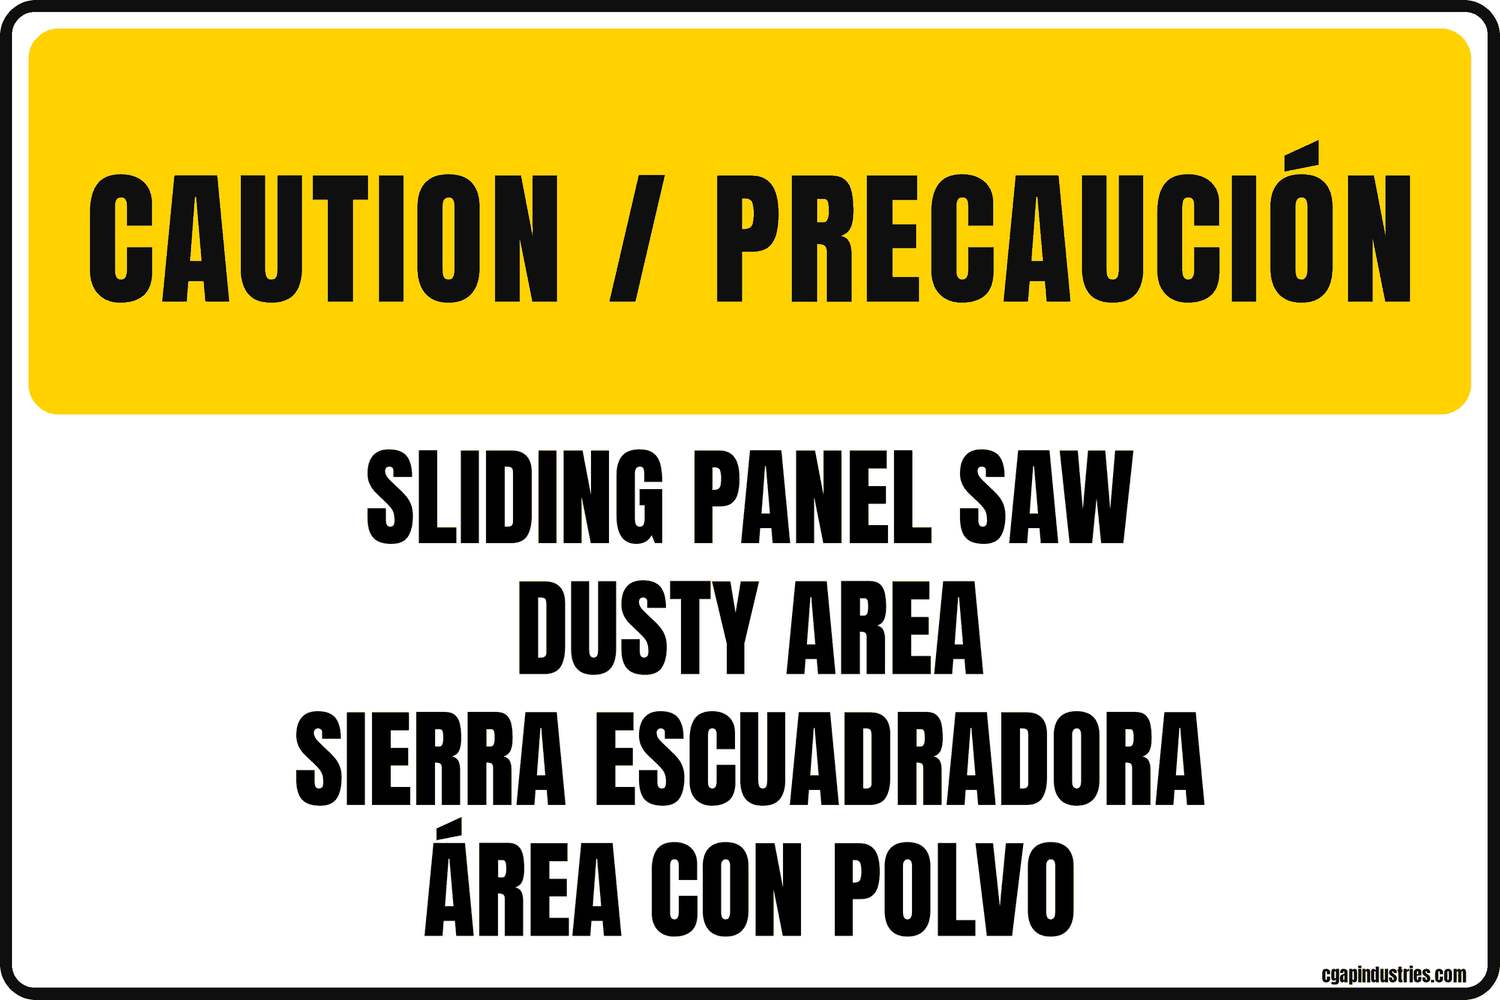 CAUTION / PRECAUCIÓN
SLIDING PANEL SAW
DUSTY AREA
SIERRA ESCUADRADORA
ÁREA CON POLVO
cgapindustries.com